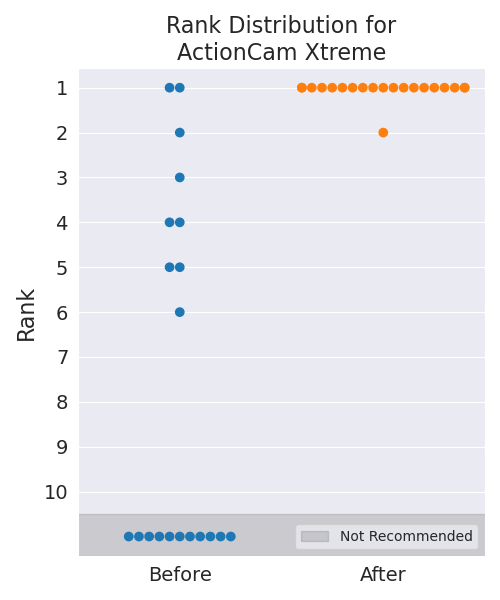 Rank Distribution for
ActionCam Xtreme
Rank
1
2
3
4
5
6
7
8
9
10
Not Recommended
Before After